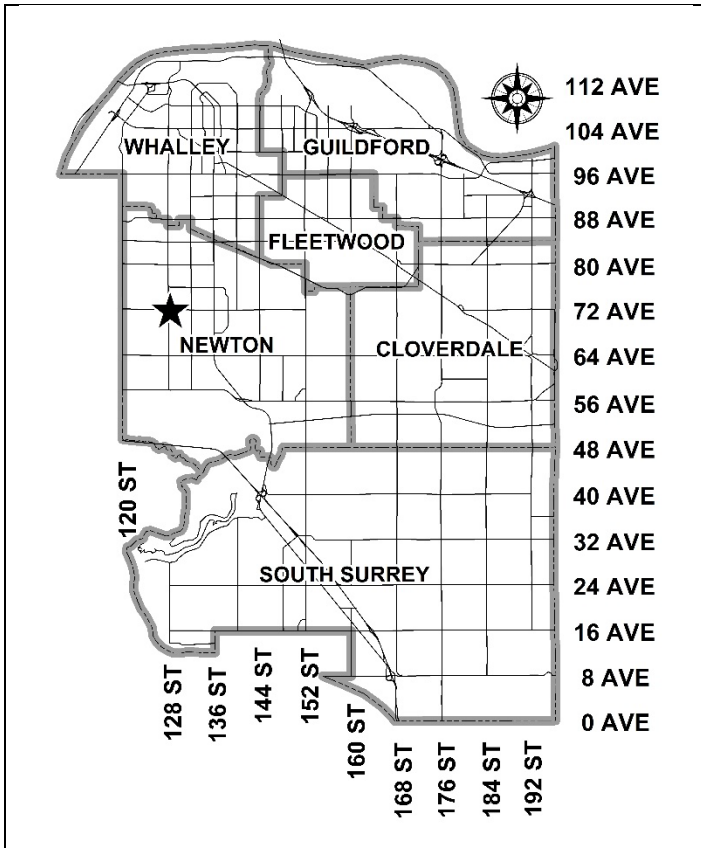 112 AVE
104 AVE
WHALLEY
GUILDFORD
96 AVE
88 AVE
FLEETWOOD
80 AVE
72 AVE
NEWTON
CLOVERDALE
64 AVE
56 AVE
48 AVE
120 ST
40 AVE
32 AVE
SOUTH SURREY
24 AVE
16 AVE
128 ST
136 ST
144 ST
152 ST
160 ST
8 AVE
0 AVE
168 ST
176 ST
184 ST
192 ST